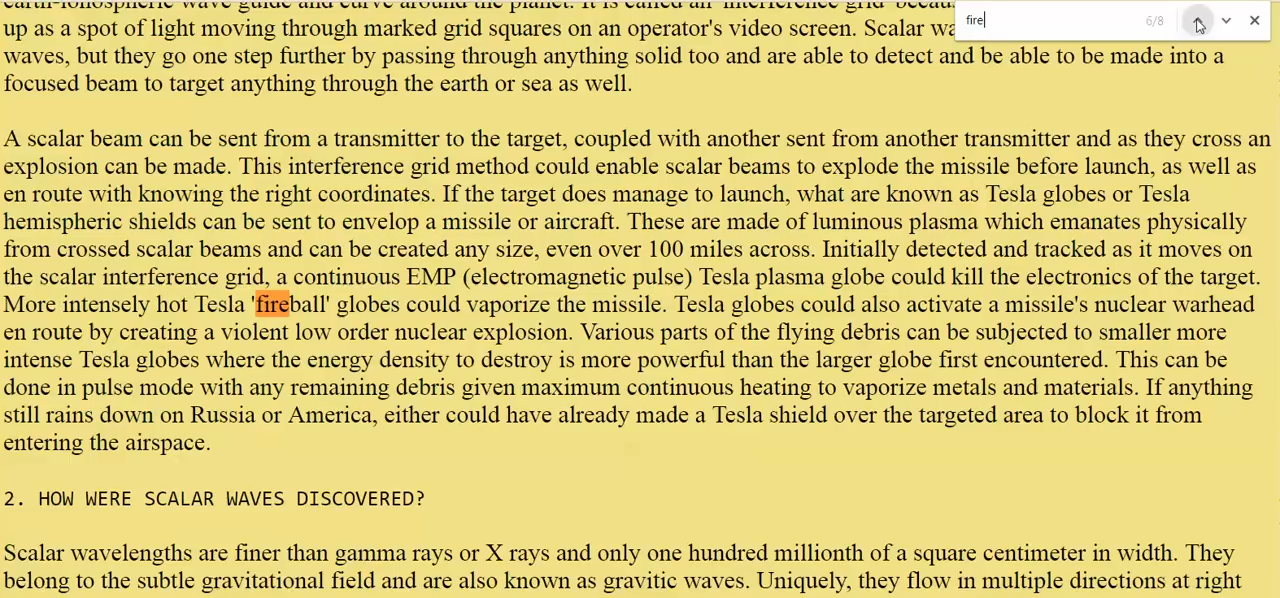 earth-ionospheric wave guide and curve around the planet. It is called an 'interference grid'
fire 6/8
up as a spot of light moving through marked grid squares on an operator's video screen. Scalar
waves, but they go one step further by passing through anything solid too and are able to detect and be able to be made into a
focused beam to target anything through the earth or sea as well.
A scalar beam can be sent from a transmitter to the target, coupled with another sent from another transmitter and as they cross an
explosion can be made. This interference grid method could enable scalar beams to explode the missile before launch, as well as
en route with knowing the right coordinates. If the target does manage to launch, what are known as Tesla globes or Tesla
hemispheric shields can be sent to envelop a missile or aircraft. These are made of luminous plasma which emanates physically
from crossed scalar beams and can be created any size, even over 100 miles across. Initially detected and tracked as it moves on
the scalar interference grid, a continuous EMP (electromagnetic pulse) Tesla plasma globe could kill the electronics of the target.
More intensely hot Tesla 'fireball' globes could vaporize the missile. Tesla globes could also activate a missile's nuclear warhead
en route by creating a violent low order nuclear explosion. Various parts of the flying debris can be subjected to smaller more
intense Tesla globes where the energy density to destroy is more powerful than the larger globe first encountered. This can be
done in pulse mode with any remaining debris given maximum continuous heating to vaporize metals and materials. If anything
still rains down on Russia or America, either could have already made a Tesla shield over the targeted area to block it from
entering the airspace.
2. HOW WERE SCALAR WAVES DISCOVERED?
Scalar wavelengths are finer than gamma rays or X rays and only one hundred millionth of a square centimeter in width. They
belong to the subtle gravitational field and are also known as gravitic waves. Uniquely, they flow in multiple directions at right